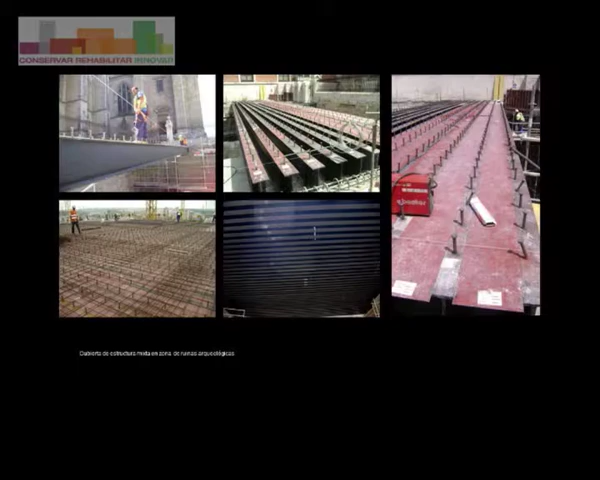 CONSERVAR REHABILITAR INNOVAR
Cubierta de estructura mixta en zona de ruinas arqueológicas